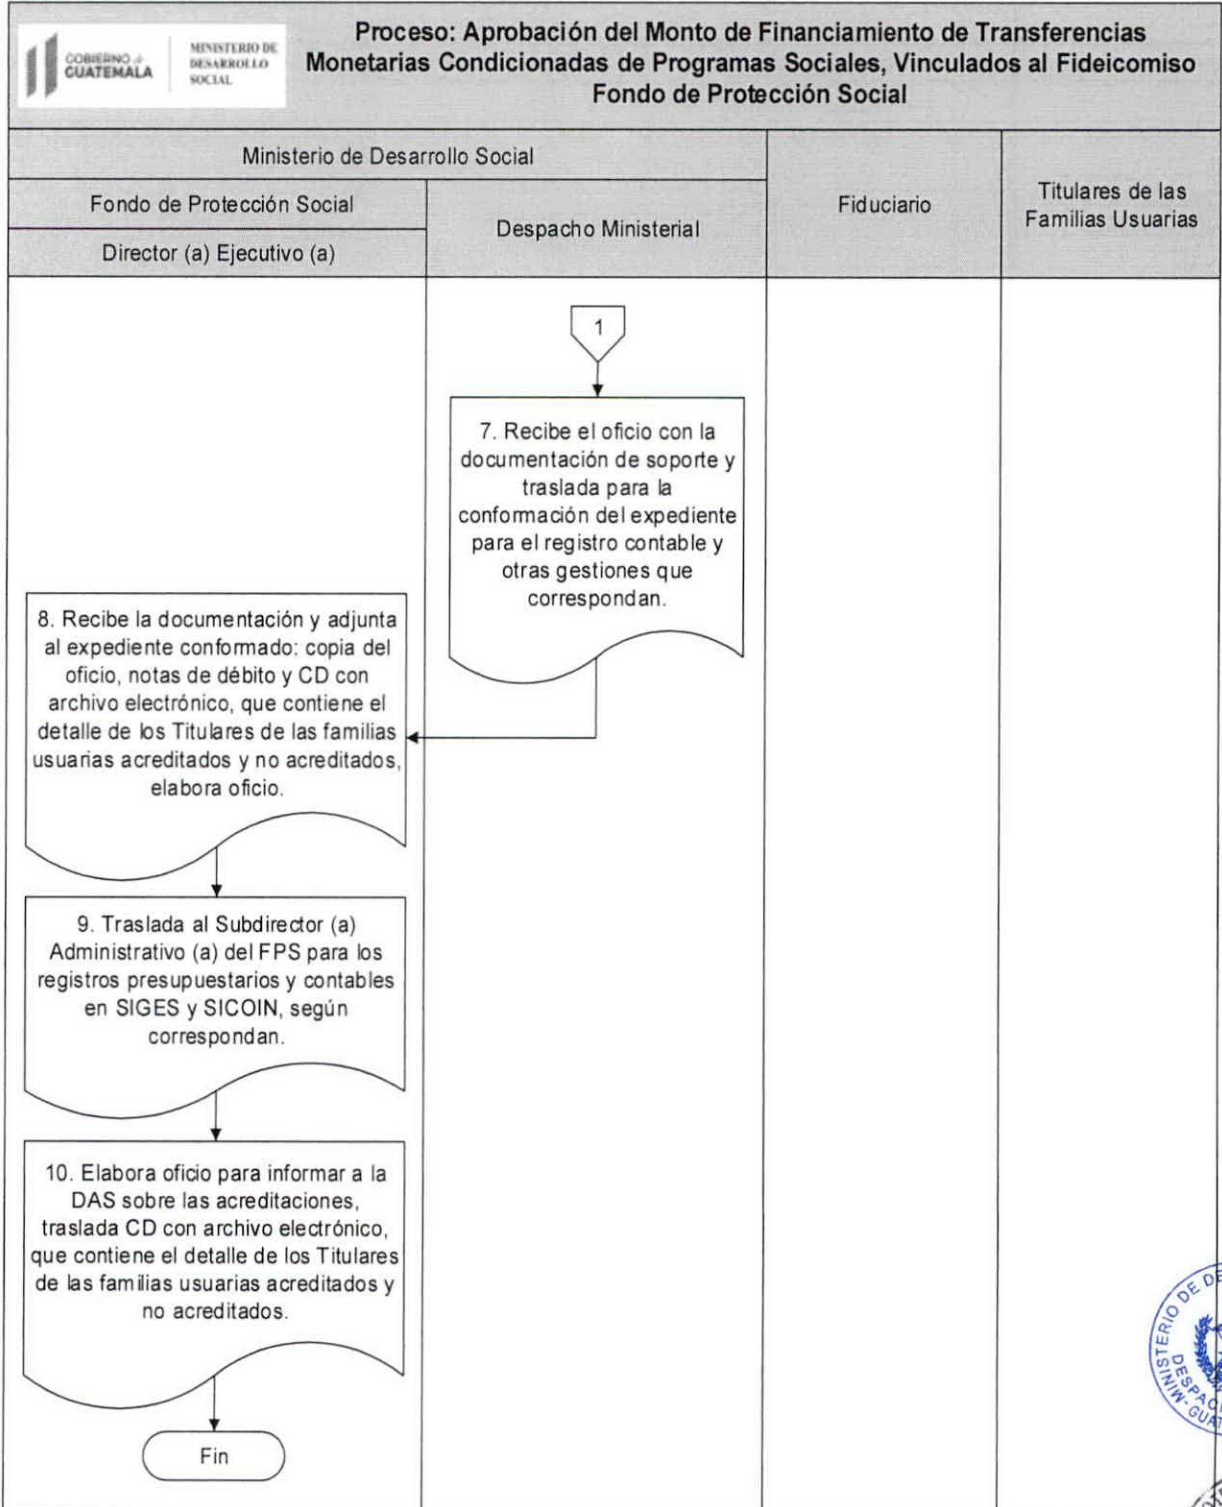 GOBIERNO de
GUATEMALA
MINISTERIO DE
DESARROLLO
SOCIAL
Proceso: Aprobación del Monto de Financiamiento de Transferencias
Monetarias Condicionadas de Programas Sociales, Vinculados al Fideicomiso
Fondo de Protección Social
Ministerio de Desarrollo Social
Fondo de Protección Social
Director (a) Ejecutivo (a)
Despacho Ministerial
Fiduciario
Titulares de las
Familias Usuarias
1
7. Recibe el oficio con la
documentación de soporte y
traslada para la
conformación del expediente
para el registro contable y
otras gestiones que
correspondan.
8. Recibe la documentación y adjunta
al expediente conformado: copia del
oficio, notas de débito y CD con
archivo electrónico, que contiene el
detalle de los Titulares de las familias
usuarias acreditados y no acreditados,
elabora oficio.
9. Traslada al Subdirector (a)
Administrativo (a) del FPS para los
registros presupuestarios y contables
en SIGES y SICOIN, según
correspondan.
10. Elabora oficio para informar a la
DAS sobre las acreditaciones,
traslada CD con archivo electrónico,
que contiene el detalle de los Titulares
de las familias usuarias acreditados y
no acreditados.
Fin
MINISTERIO DE DE